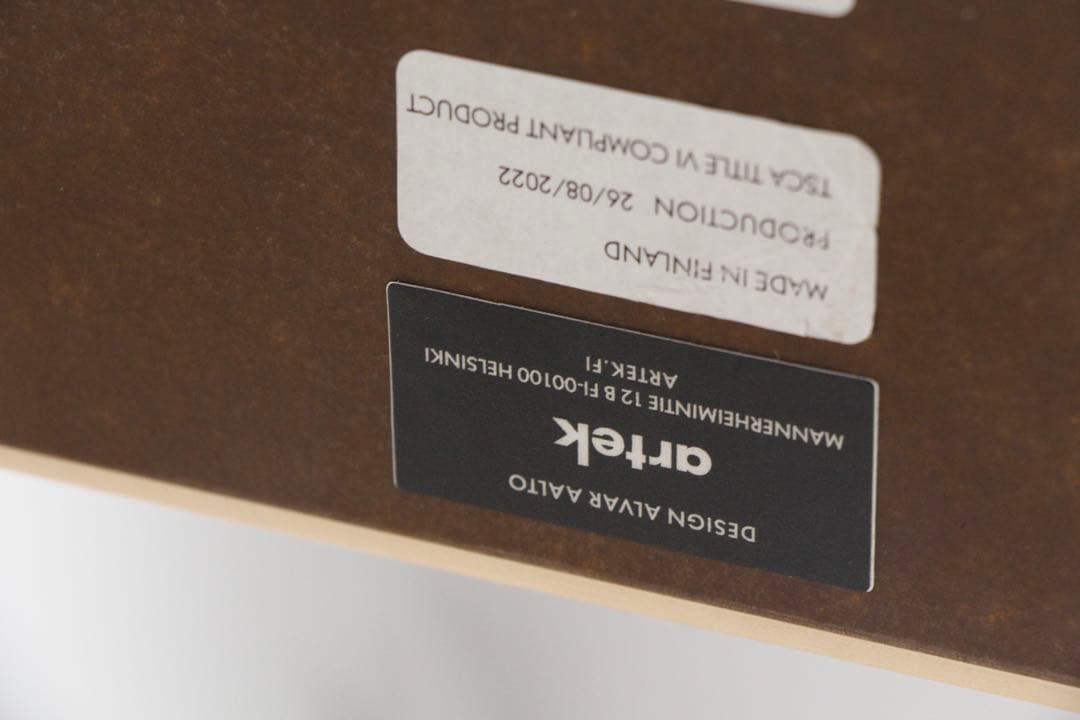 DESIGN ALVAR AALTO
artek
MANNERHEIMINTIE 12 B FI-00100 HELSINKI
ARTEK.FI
MADE IN FINLAND
PRODUCTION 26/08/2022
TSCA TITLE VI COMPLIANT PRODUCT